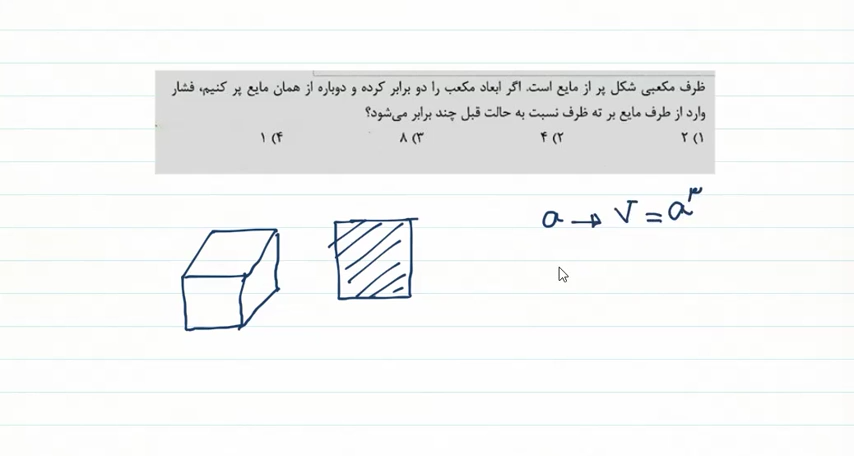 ظرف مکعبی شکل پر از مایع است. اگر ابعاد مکعب را دو برابر کرده و دوباره از همان مایع پر کنیم، فشار
وارد از طرف مایع بر ته ظرف نسبت به حالت قبل چند برابر می‌شود؟
۱) ۲ ۲) ۴ ۳) ۸ ۴) ۱
a → V = a^۳